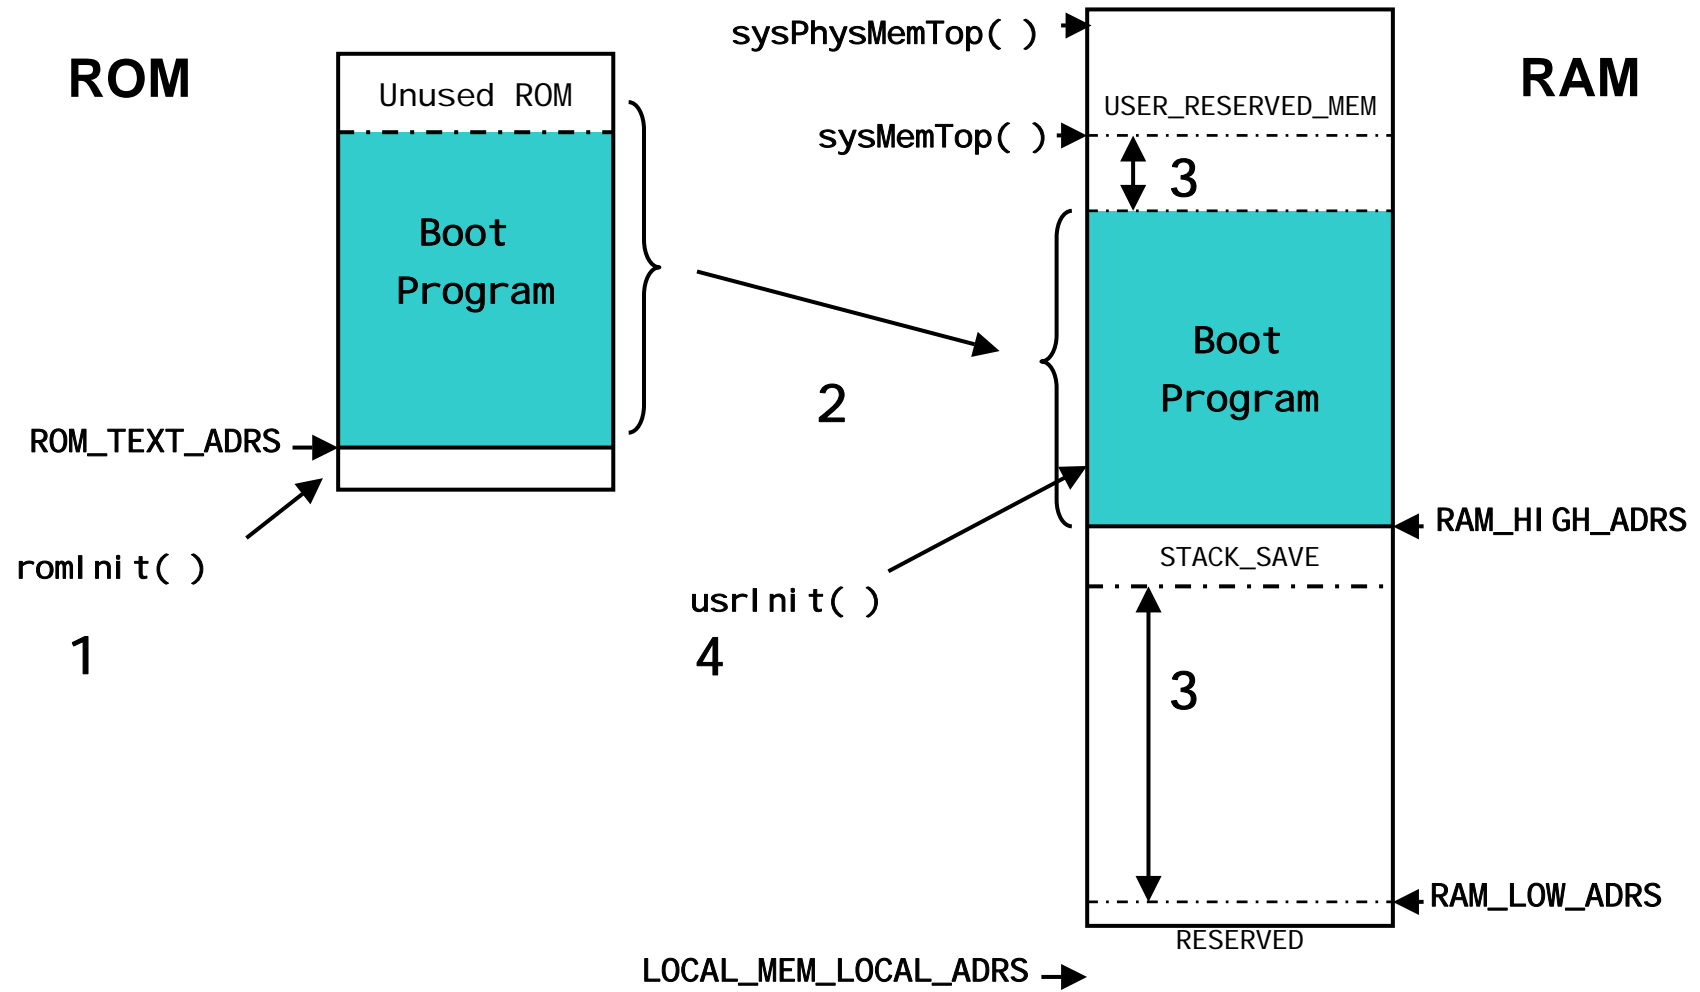 ROM
Unused ROM
Boot
Program
ROM_TEXT_ADRS
romInit( )
1
2
usrInit( )
4
sysPhysMemTop( )
sysMemTop( )
RAM
USER_RESERVED_MEM
3
Boot
Program
RAM_HIGH_ADRS
STACK_SAVE
3
RAM_LOW_ADRS
RESERVED
LOCAL_MEM_LOCAL_ADRS